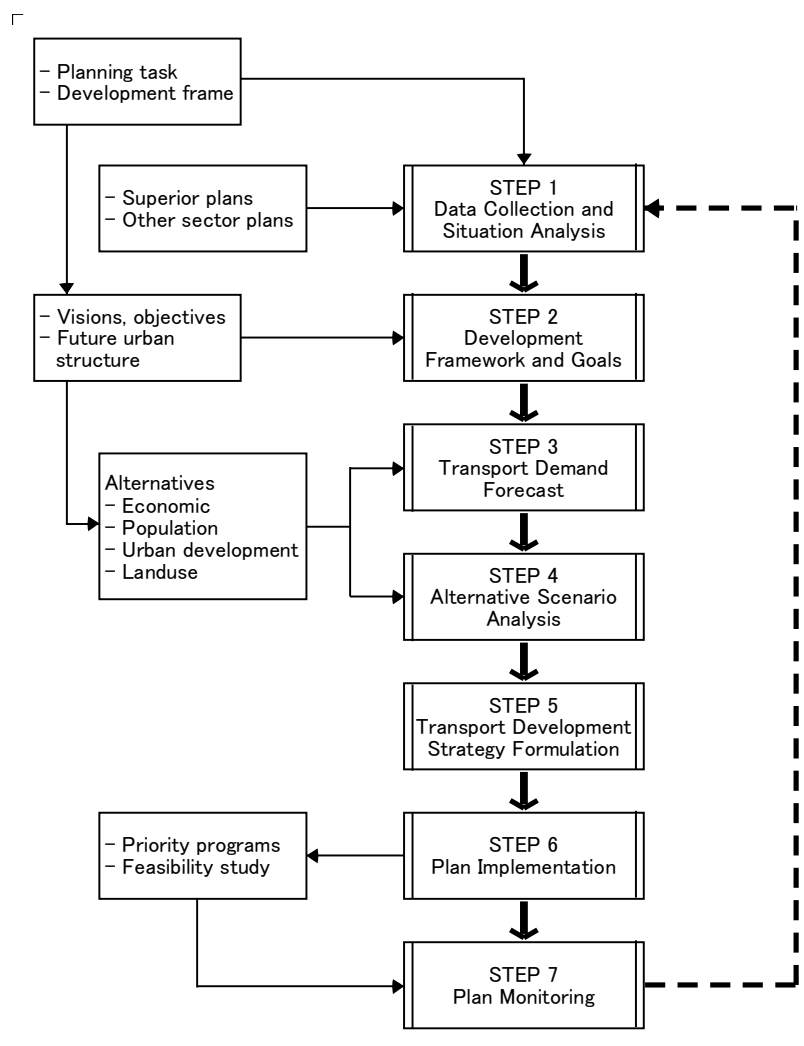 - Planning task
- Development frame
- Superior plans
- Other sector plans
STEP 1
Data Collection and
Situation Analysis
- Visions, objectives
- Future urban
structure
STEP 2
Development
Framework and Goals
Alternatives
- Economic
- Population
- Urban development
- Landuse
STEP 3
Transport Demand
Forecast
STEP 4
Alternative Scenario
Analysis
STEP 5
Transport Development
Strategy Formulation
- Priority programs
- Feasibility study
STEP 6
Plan Implementation
STEP 7
Plan Monitoring